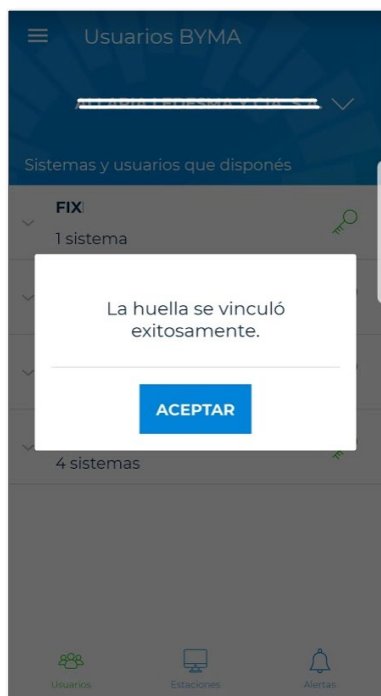 Usuarios BYMA
Sistemas y usuarios que disponés
FIX
1 sistema
La huella se vinculó
exitosamente.
ACEPTAR
4 sistemas
Usuarios
Estaciones
Alertas